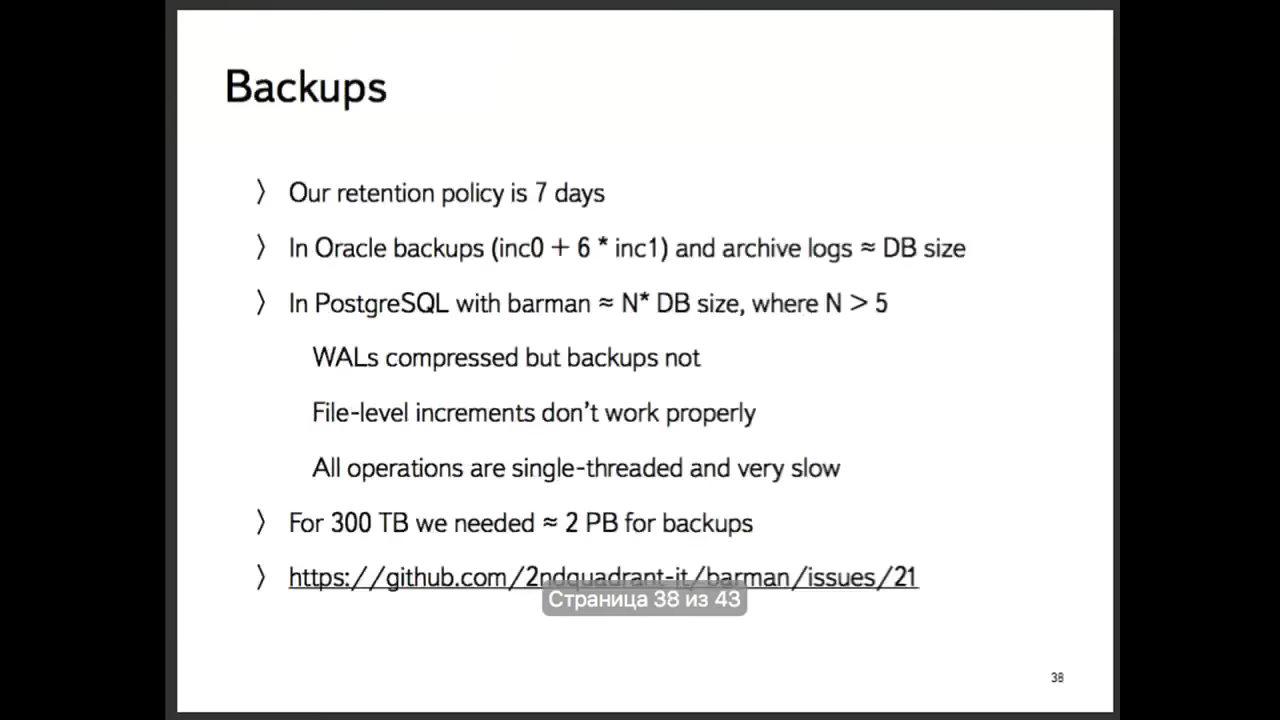 Backups
〉 Our retention policy is 7 days
〉 In Oracle backups (inc0 + 6 * inc1) and archive logs ≈ DB size
〉 In PostgreSQL with barman ≈ N* DB size, where N > 5
WALs compressed but backups not
File-level increments don’t work properly
All operations are single-threaded and very slow
〉 For 300 TB we needed ≈ 2 PB for backups
〉 https://github.com/2ndquadrant-it/barman/issues/21
Страница 38 из 43
38